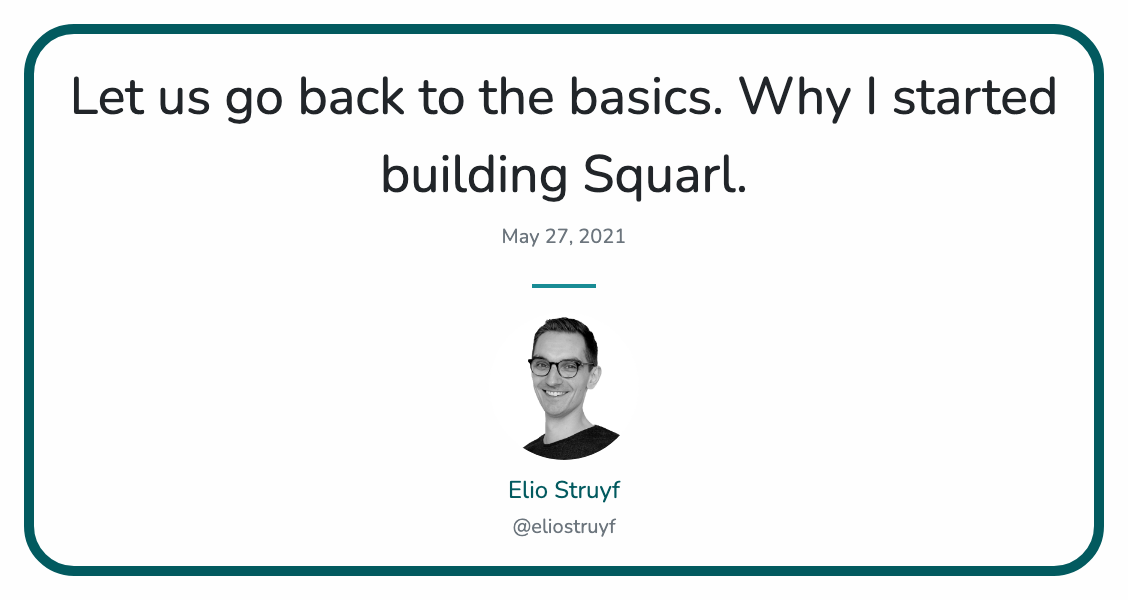 Let us go back to the basics. Why I started
building Squarl.
May 27, 2021
Elio Struyf
@eliostruyf